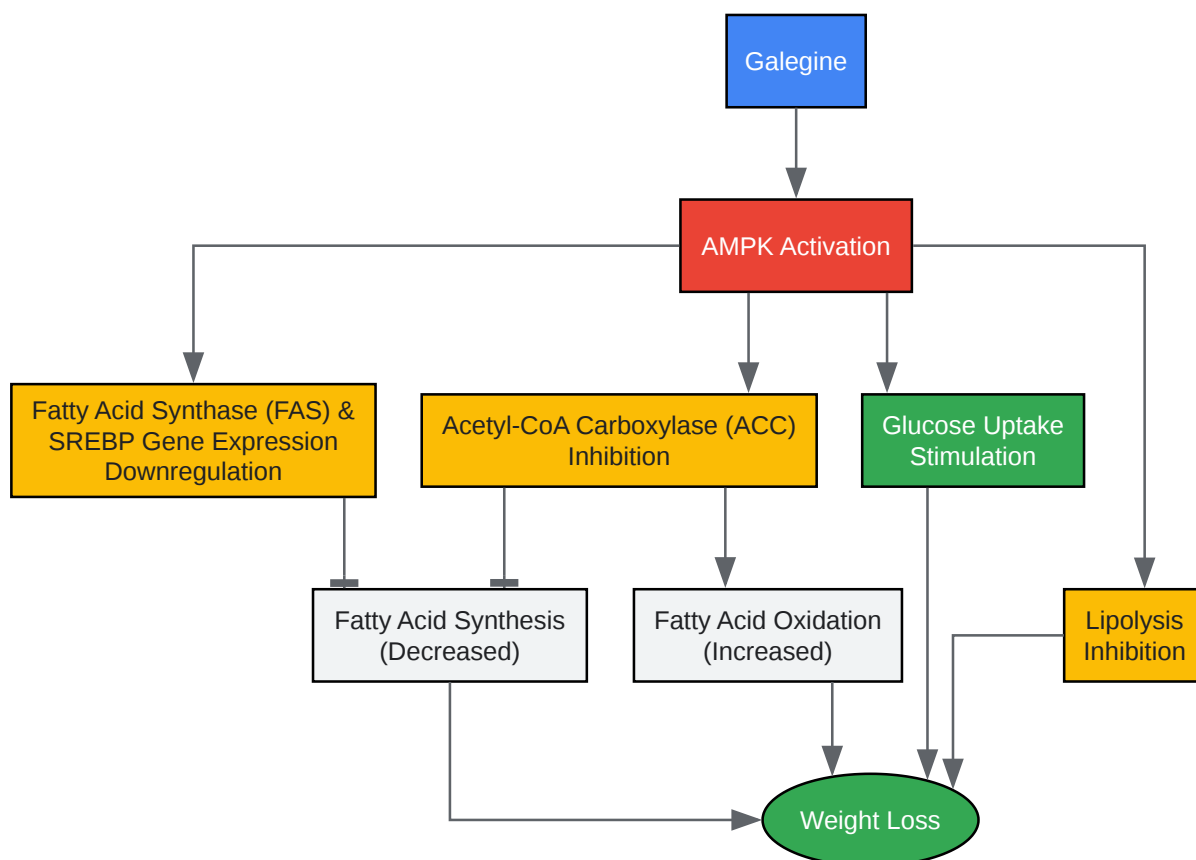 Galegine
AMPK Activation
Fatty Acid Synthase (FAS) &
SREBP Gene Expression
Downregulation
Acetyl-CoA Carboxylase (ACC)
Inhibition
Glucose Uptake
Stimulation
Fatty Acid Synthesis
(Decreased)
Fatty Acid Oxidation
(Increased)
Lipolysis
Inhibition
Weight Loss